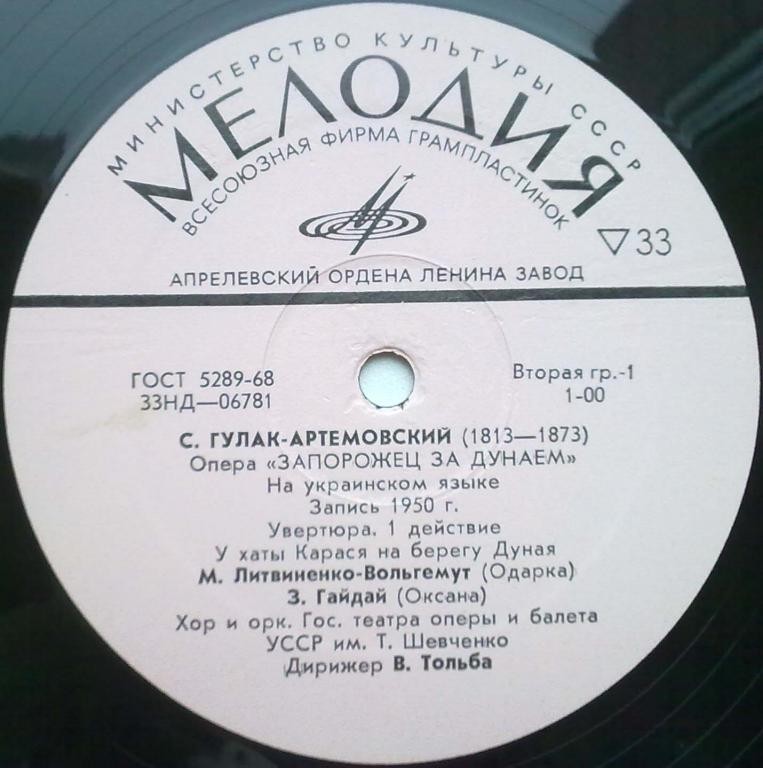 МИНИСТЕРСТВО КУЛЬТУРЫ СССР
МЕЛОДИЯ
ВСЕСОЮЗНАЯ ФИРМА ГРАМПЛАСТИНОК
▽33
АПРЕЛЕВСКИЙ ОРДЕНА ЛЕНИНА ЗАВОД
ГОСТ 5289-68
33НД—06781
Вторая гр.-1
1-00
С. ГУЛАК-АРТЕМОВСКИЙ (1813—1873)
Опера «ЗАПОРОЖЕЦ ЗА ДУНАЕМ»
На украинском языке
Запись 1950 г.
Увертюра. 1 действие
У хаты Карася на берегу Дуная
М. Литвиненко-Вольгемут (Одарка)
З. Гайдай (Оксана)
Хор и орк. Гос. театра оперы и балета
УССР им. Т. Шевченко
Дирижер В. Тольба